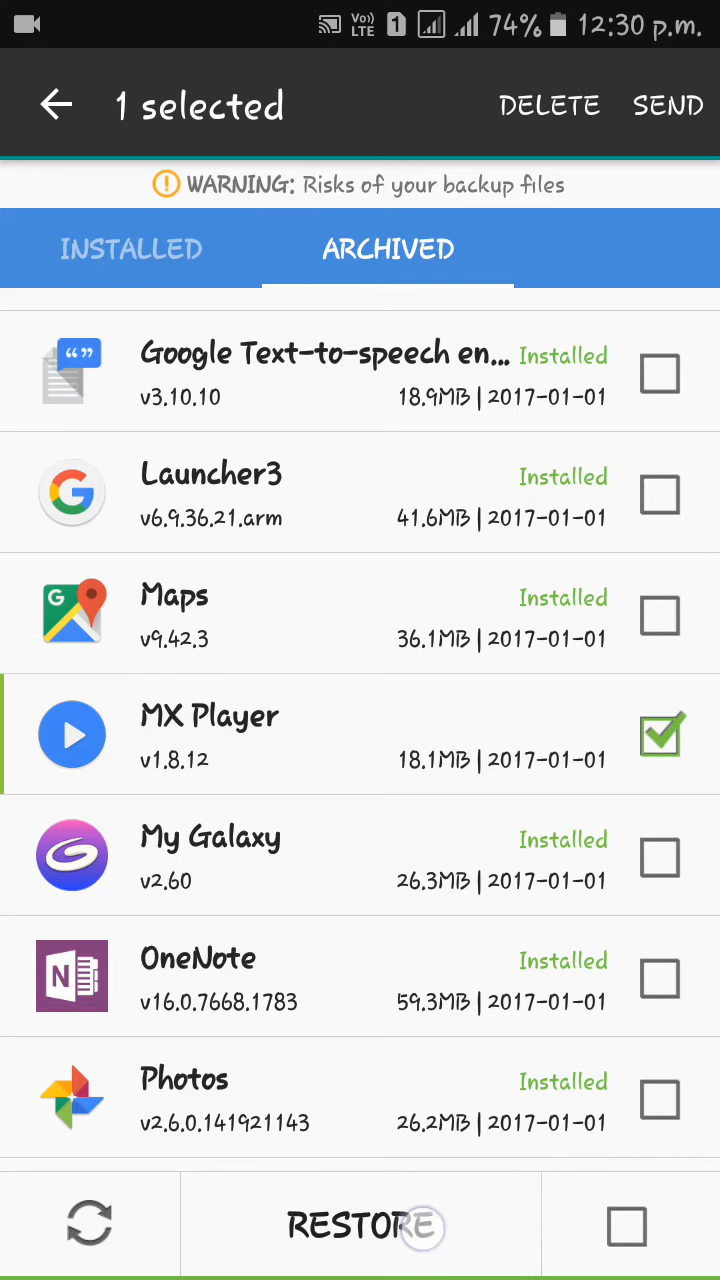 Vo)) LTE 1 74% 12:30 p.m.
1 selected DELETE SEND
WARNING: Risks of your backup files
INSTALLED ARCHIVED
Google Text-to-speech en... Installed
v3.10.10 18.9MB | 2017-01-01
Launcher3 Installed
v6.9.36.21.arm 41.6MB | 2017-01-01
Maps Installed
v9.42.3 36.1MB | 2017-01-01
MX Player
v1.8.12 18.1MB | 2017-01-01
My Galaxy Installed
v2.60 26.3MB | 2017-01-01
OneNote Installed
v16.0.7668.1783 59.3MB | 2017-01-01
Photos Installed
v2.6.0.141921143 26.2MB | 2017-01-01
RESTORE